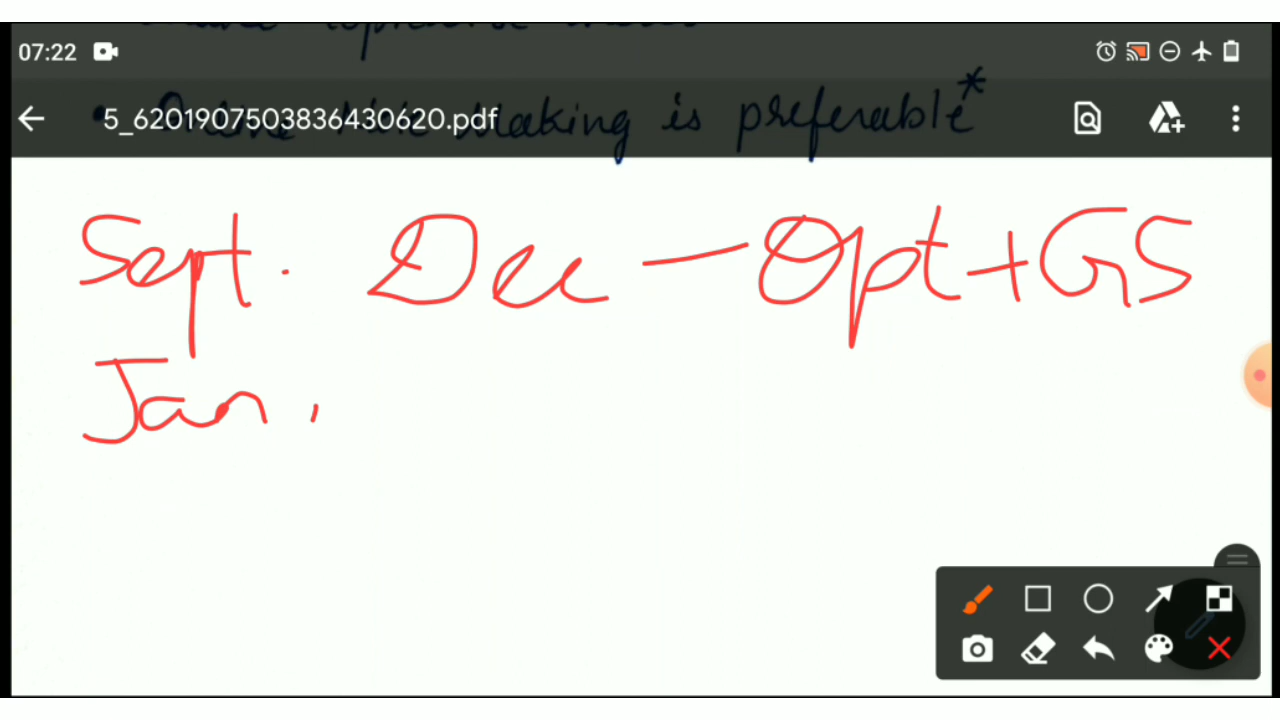 07:22
5_6201907503836430620.pdf
Making is preferable*
Sept. Dec — Opt + GS
Jan.